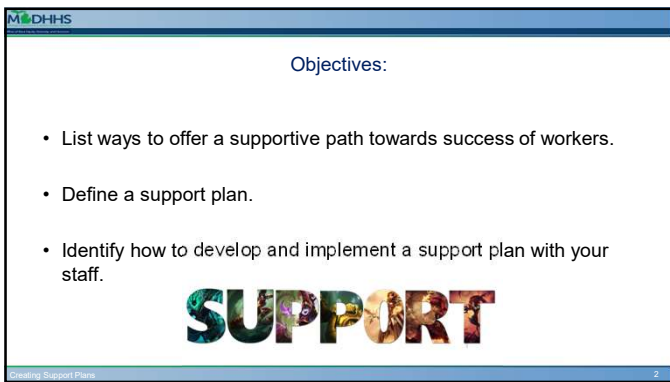 MDHHS
Objectives:
• List ways to offer a supportive path towards success of workers.
• Define a support plan.
• Identify how to develop and implement a support plan with your
staff.
SUPPORT
Creating Support Plans
2